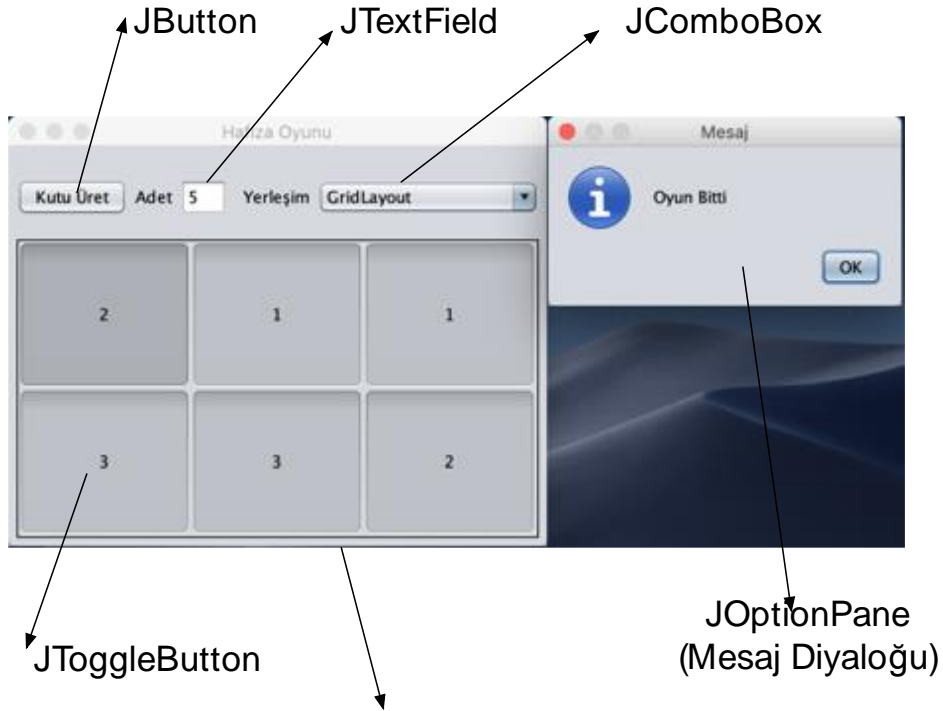 JButton
JTextField
JComboBox
Hafıza Oyunu
Mesaj
Kutu Üret Adet 5 Yerleşim GridLayout
Oyun Bitti
OK
2 1 1
3 3 2
JToggleButton
JOptionPane
(Mesaj Diyaloğu)